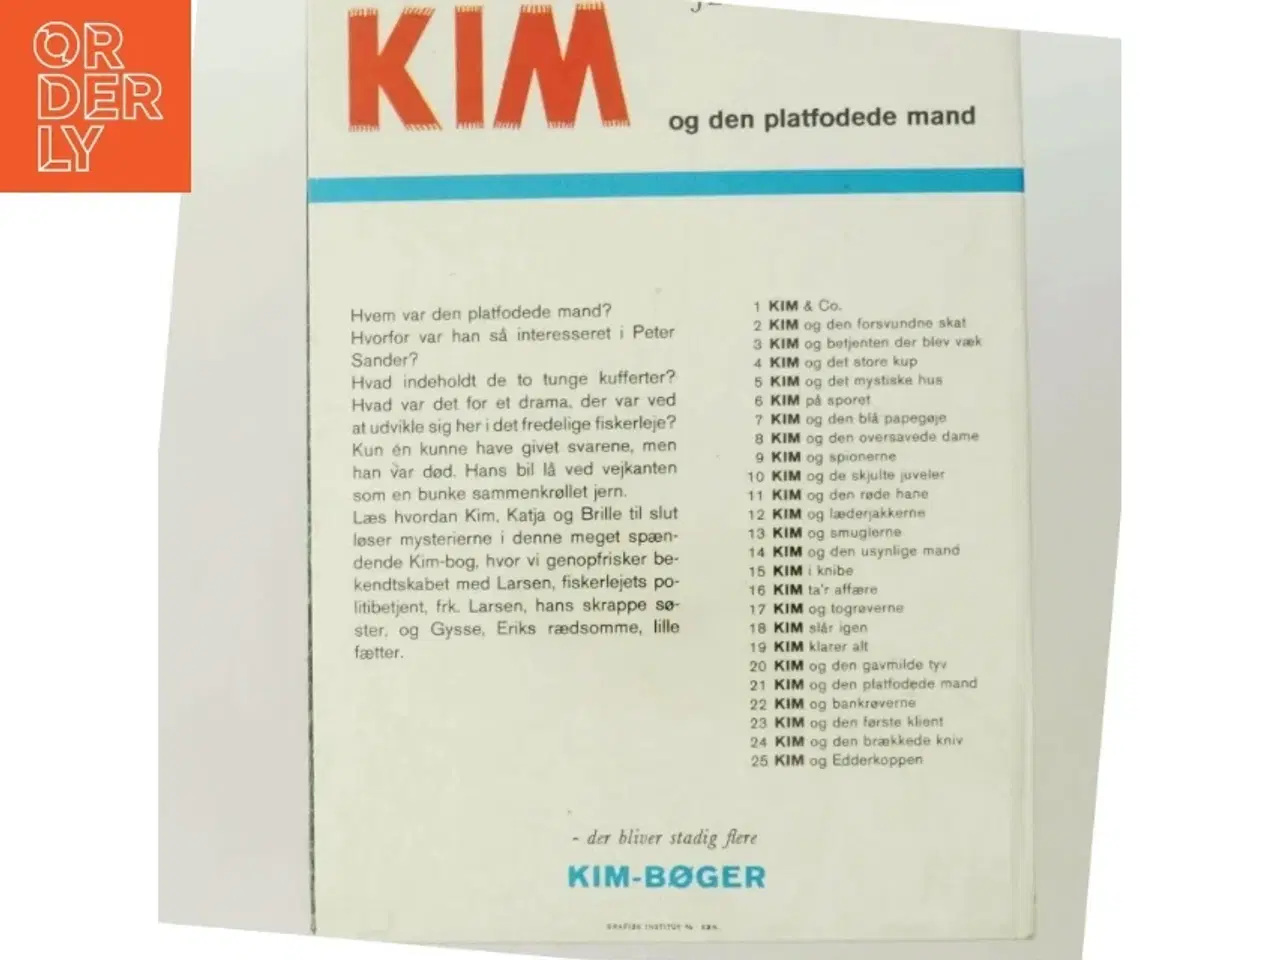 OR
DER
LY
KIM
og den platfodede mand
Hvem var den platfodede mand?
Hvorfor var han så interesseret i Peter
Sander?
Hvad indeholdt de to tunge kufferter?
Hvad var det for et drama, der var ved
at udvikle sig her i det fredelige fiskerleje?
Kun én kunne have givet svarene, men
han var død. Hans bil lå ved vejkanten
som en bunke sammenkrøllet jern.
Læs hvordan Kim, Katja og Brille til slut
løser mysterierne i denne meget spæn-
dende Kim-bog, hvor vi genopfrisker be-
kendtskabet med Larsen, fiskerlejets po-
litibetjent, frk. Larsen, hans skrappe sø-
ster, og Gysse, Eriks rædsomme, lille
fætter.
1 KIM & Co.
2 KIM og den forsvundne skat
3 KIM og betjenten der blev væk
4 KIM og det store kup
5 KIM og det mystiske hus
6 KIM på sporet
7 KIM og den blå papegøje
8 KIM og den oversavede dame
9 KIM og spionerne
10 KIM og de skjulte juveler
11 KIM og den røde hane
12 KIM og læderjakkerne
13 KIM og smuglerne
14 KIM og den usynlige mand
15 KIM i knibe
16 KIM ta'r affære
17 KIM og togrøverne
18 KIM slår igen
19 KIM klarer alt
20 KIM og den gavmilde tyv
21 KIM og den platfodede mand
22 KIM og bankrøverne
23 KIM og den første klient
24 KIM og den brækkede kniv
25 KIM og Edderkoppen
- der bliver stadig flere
KIM-BØGER
GRAFISK INSTITUT